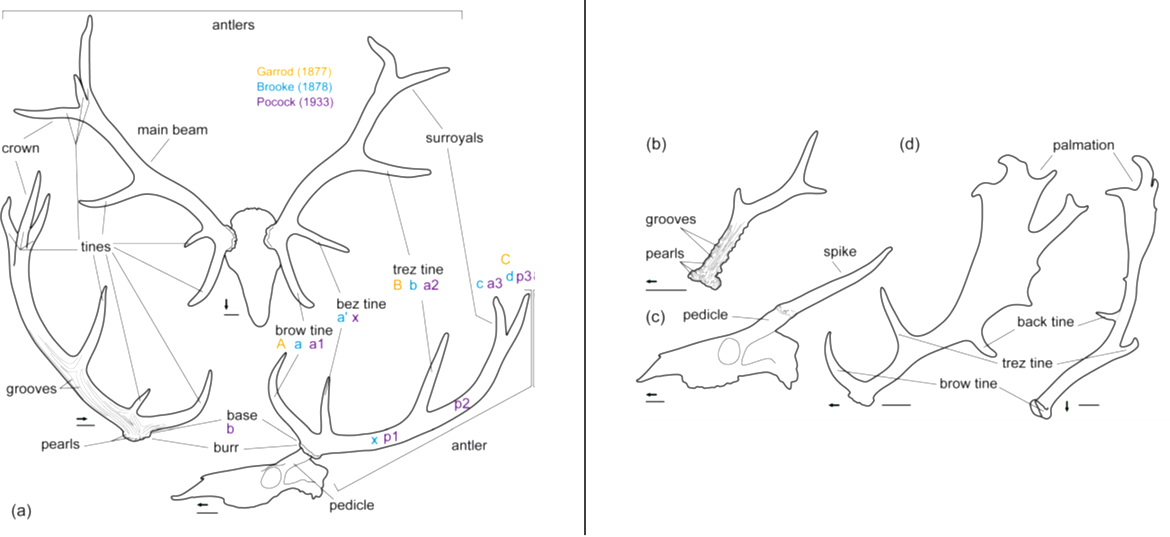 antlers
Garrod (1877)
Brooke (1878)
Pocock (1933)
main beam
surroyals
crown
tines
trez tine
B b a2
C
d p3
c a3
bez tine
a' x
brow tine
A a a1
grooves
p2
base
b
x p1
pearls
burr
antler
pedicle
(a)
(b)
grooves
pearls
spike
(c)
pedicle
(d)
palmation
back tine
trez tine
brow tine